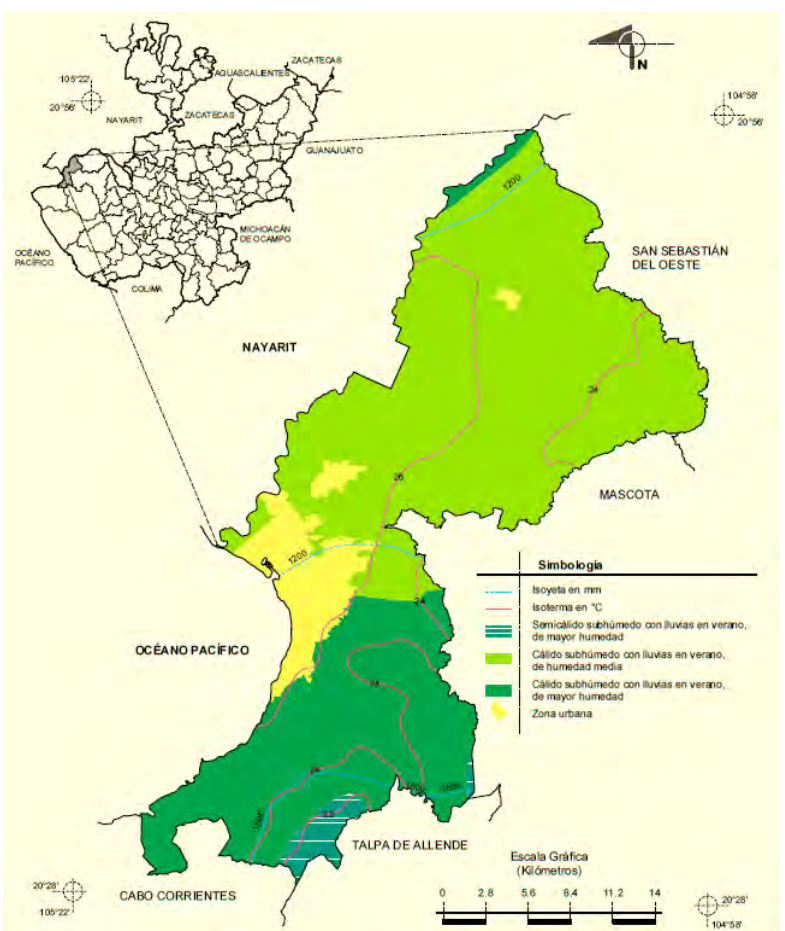 ZACATECAS
105°22'
AGUASCALIENTES
20°56'
NAYARIT
ZACATECAS
GUANAJUATO
MICHOACÁN
DE OCAMPO
OCÉANO
PACÍFICO
COLIMA
N
104°58'
20°56'
1200
SAN SEBASTIÁN
DEL OESTE
NAYARIT
24
26
MASCOTA
1200
24
OCÉANO PACÍFICO
24
TALPA DE ALLENDE
CABO CORRIENTES
Simbología
Isoyeta en mm
Isoterma en °C
Semicálido subhúmedo con lluvias en verano,
de mayor humedad
Cálido subhúmedo con lluvias en verano,
de humedad media
Cálido subhúmedo con lluvias en verano,
de mayor humedad
Zona urbana
Escala Gráfica
(Kilómetros)
0 2.8 5.6 8.4 11.2 14
20°28'
105°22'
20°28'
104°58'